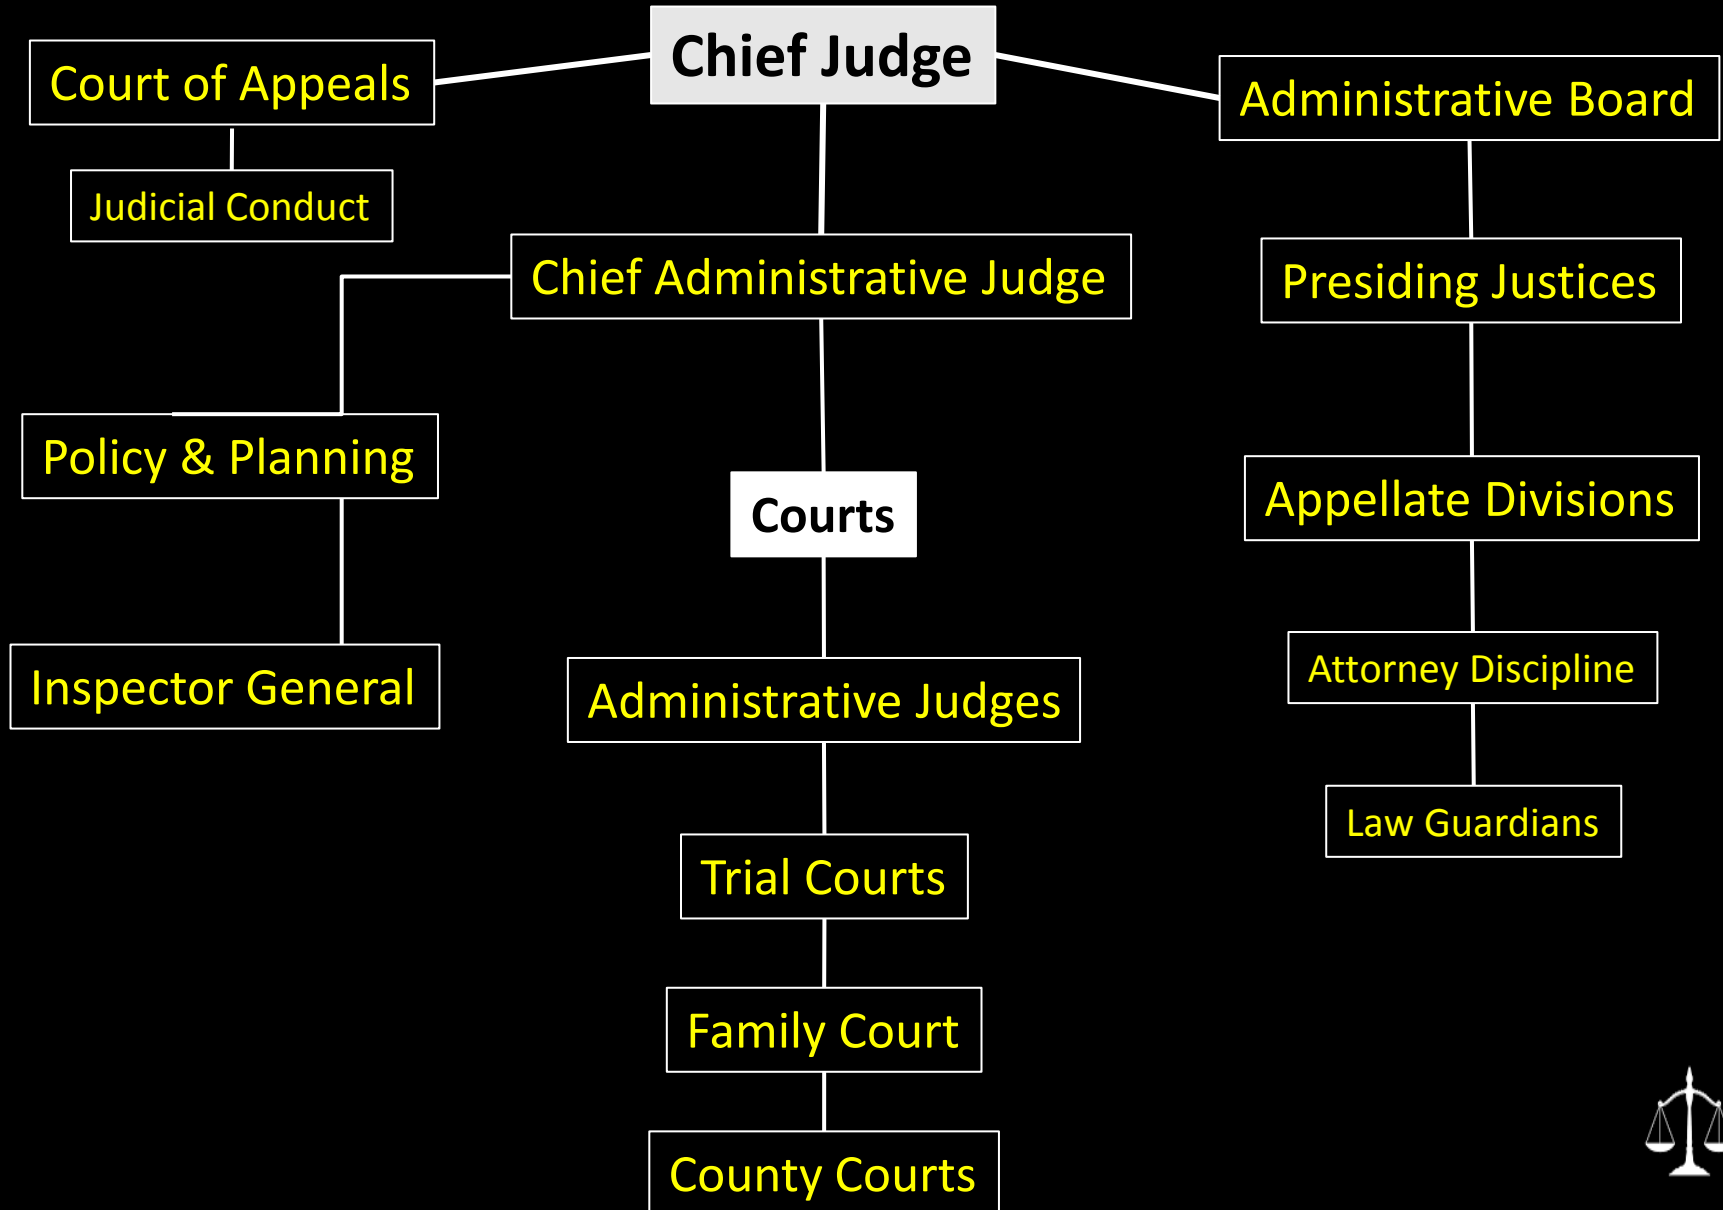 Chief Judge
Court of Appeals
Administrative Board
Judicial Conduct
Chief Administrative Judge
Presiding Justices
Policy & Planning
Courts
Appellate Divisions
Inspector General
Administrative Judges
Attorney Discipline
Trial Courts
Law Guardians
Family Court
County Courts